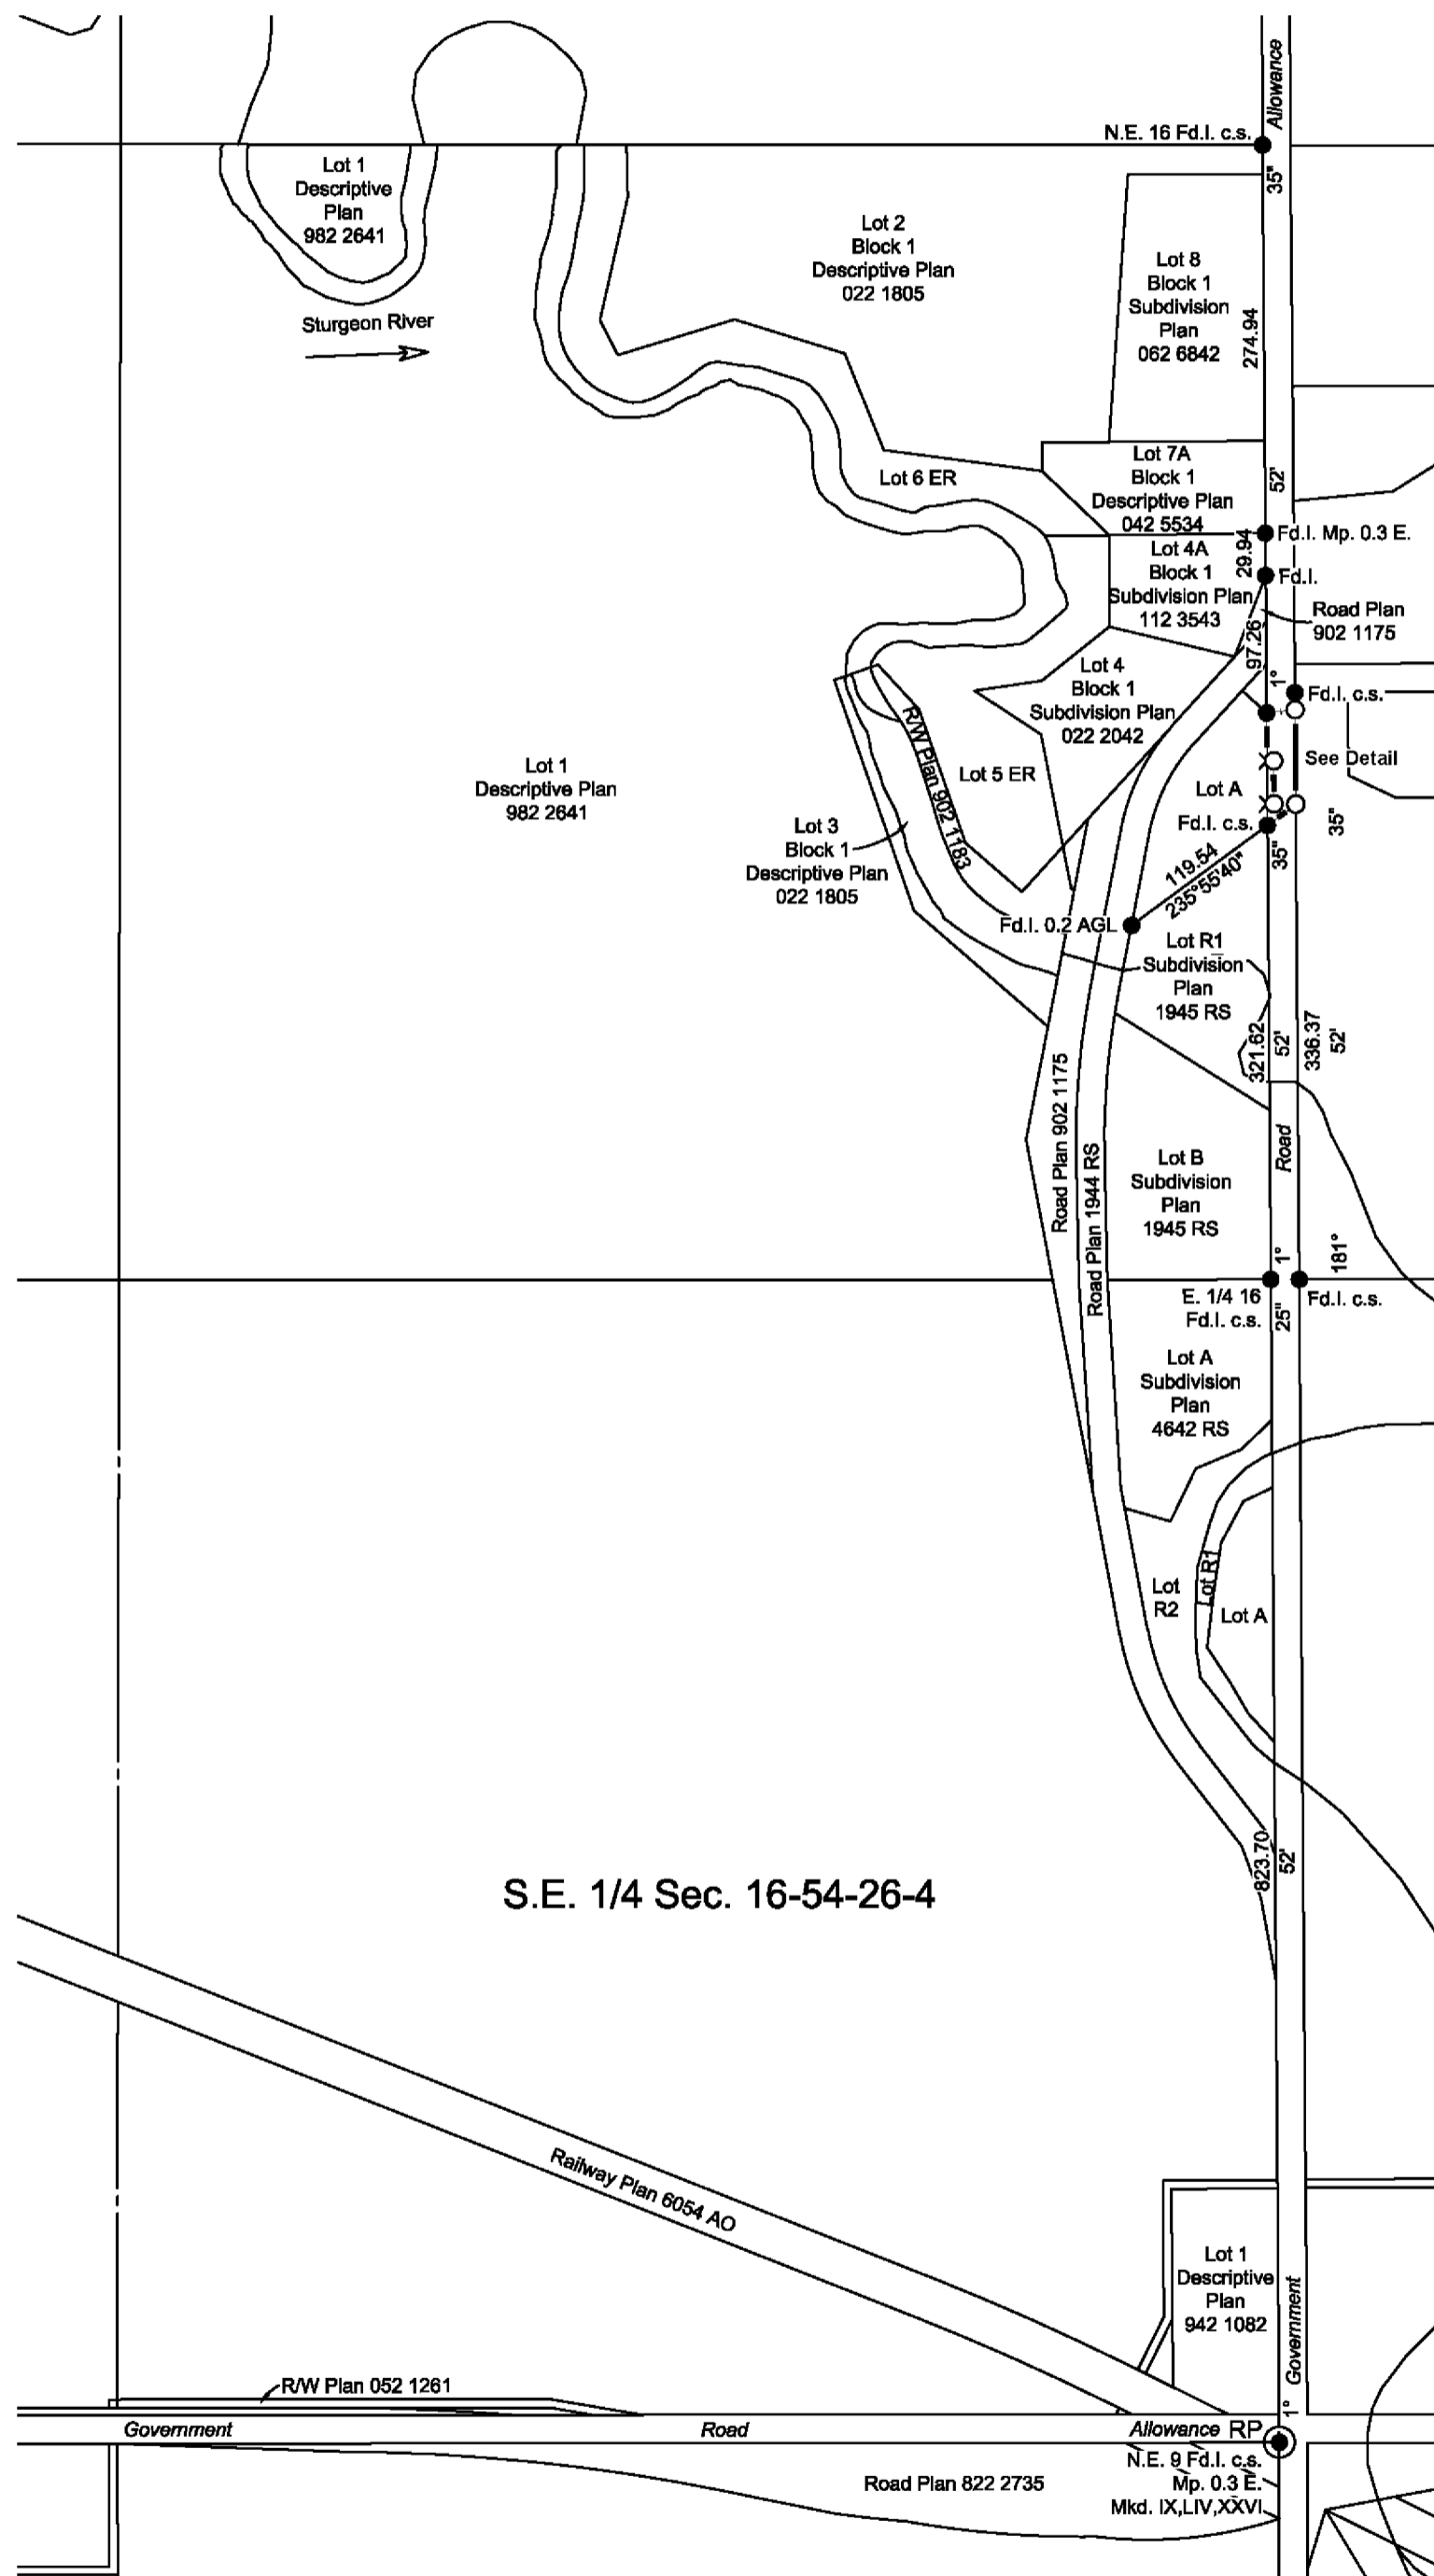 Allowance
N.E. 16 Fd.I. c.s.
35"
Lot 1
Descriptive
Plan
982 2641
Lot 2
Block 1
Descriptive Plan
022 1805
Lot 8
Block 1
Subdivision
Plan
062 6842
274.94
Sturgeon River
Lot 6 ER
Lot 7A
Block 1
Descriptive Plan
042 5534
52'
Fd.I. Mp. 0.3 E.
29.94
Lot 4A
Block 1
Subdivision Plan
112 3543
Fd.I.
Road Plan
902 1175
97.26
1°
Lot 4
Block 1
Subdivision Plan
022 2042
Fd.I. c.s.
See Detail
R/W Plan 902 1183
Lot 5 ER
Lot A
Lot 1
Descriptive Plan
982 2641
Lot 3
Block 1
Descriptive Plan
022 1805
Fd.I. c.s.
35"
35"
119.54
235°55'40"
Fd.I. 0.2 AGL
Lot R1
Subdivision
Plan
1945 RS
321.62
52'
336.37
52'
Road Plan 902 1175
Road Plan 1944 RS
Road
Lot B
Subdivision
Plan
1945 RS
1°
181°
E. 1/4 16
Fd.I. c.s.
25"
Fd.I. c.s.
Lot A
Subdivision
Plan
4642 RS
Lot
R2
Lot R1
Lot A
823.70
52'
S.E. 1/4 Sec. 16-54-26-4
Railway Plan 6054 AO
Lot 1
Descriptive
Plan
942 1082
Government
1°
R/W Plan 052 1261
Government Road Allowance RP
N.E. 9 Fd.I. c.s.
Mp. 0.3 E.
Mkd. IX,LIV,XXVI
Road Plan 822 2735